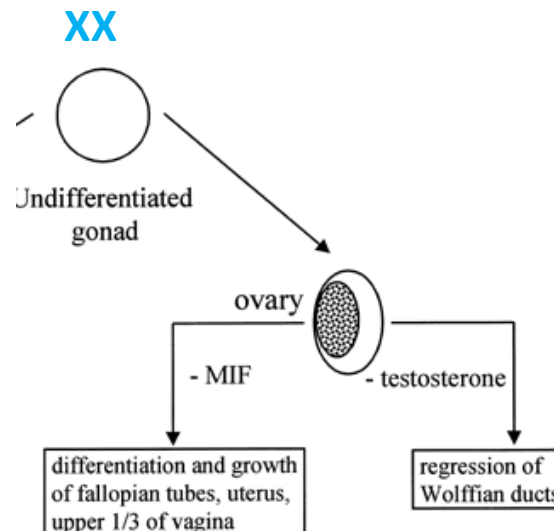 XX
Undifferentiated
gonad
ovary
- MIF
- testosterone
differentiation and growth
of fallopian tubes, uterus,
upper 1/3 of vagina
regression of
Wolffian ducts